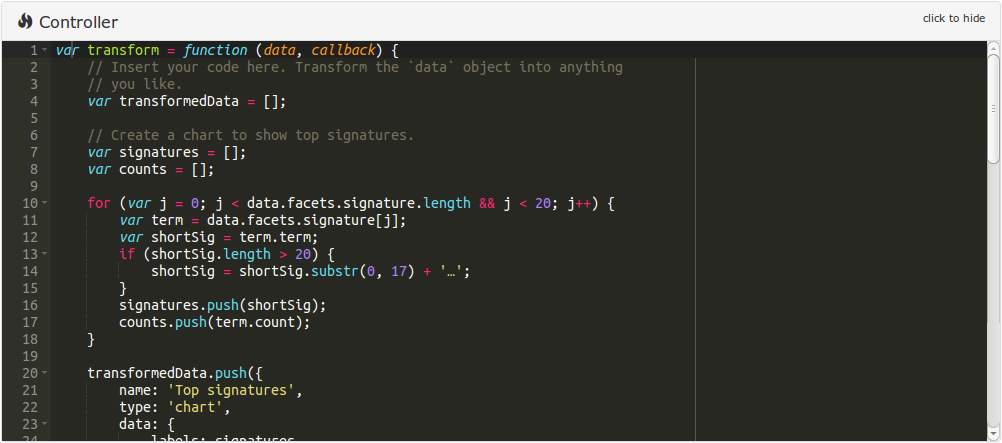 Controller
click to hide
1 var transform = function (data, callback) {
2     // Insert your code here. Transform the `data` object into anything
3     // you like.
4     var transformedData = [];
5
6     // Create a chart to show top signatures.
7     var signatures = [];
8     var counts = [];
9
10     for (var j = 0; j < data.facets.signature.length && j < 20; j++) {
11         var term = data.facets.signature[j];
12         var shortSig = term.term;
13         if (shortSig.length > 20) {
14             shortSig = shortSig.substr(0, 17) + '…';
15         }
16         signatures.push(shortSig);
17         counts.push(term.count);
18     }
19
20     transformedData.push({
21         name: 'Top signatures',
22         type: 'chart',
23         data: {
24             labels: signatures